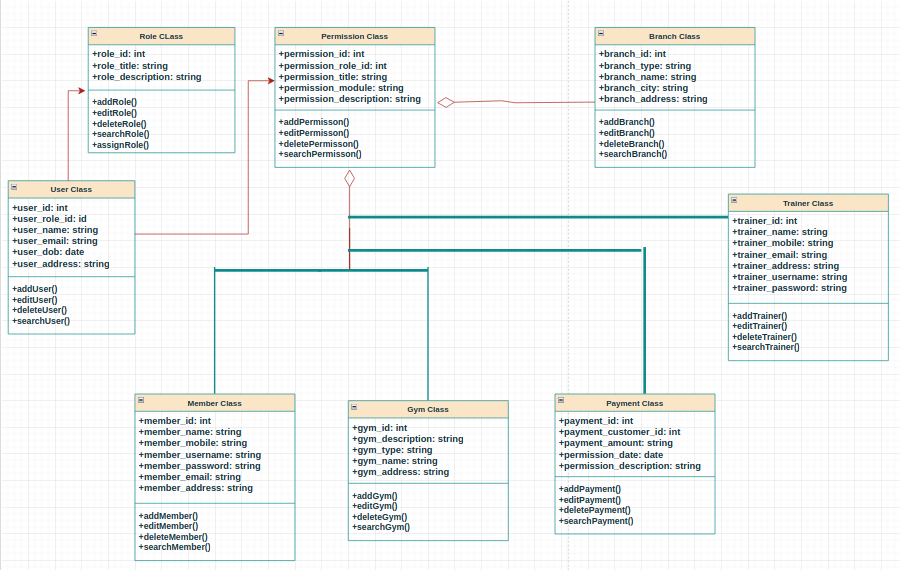 Role CLass
+role_id: int
+role_title: string
+role_description: string
+addRole()
+editRole()
+deleteRole()
+searchRole()
+assignRole()
Permission Class
+permission_id: int
+permission_role_id: int
+permission_title: string
+permission_module: string
+permission_description: string
+addPermisson()
+editPermisson()
+deletePermisson()
+searchPermisson()
Branch Class
+branch_id: int
+branch_type: string
+branch_name: string
+branch_city: string
+branch_address: string
+addBranch()
+editBranch()
+deleteBranch()
+searchBranch()
User Class
+user_id: int
+user_role_id: id
+user_name: string
+user_email: string
+user_dob: date
+user_address: string
+addUser()
+editUser()
+deleteUser()
+searchUser()
Trainer Class
+trainer_id: int
+trainer_name: string
+trainer_mobile: string
+trainer_email: string
+trainer_address: string
+trainer_username: string
+trainer_password: string
+addTrainer()
+editTrainer()
+deleteTrainer()
+searchTrainer()
Member Class
+member_id: int
+member_name: string
+member_mobile: string
+member_username: string
+member_password: string
+member_email: string
+member_address: string
+addMember()
+editMember()
+deleteMember()
+searchMember()
Gym Class
+gym_id: int
+gym_description: string
+gym_type: string
+gym_name: string
+gym_address: string
+addGym()
+editGym()
+deleteGym()
+searchGym()
Payment Class
+payment_id: int
+payment_customer_id: int
+payment_amount: string
+permission_date: date
+permission_description: string
+addPayment()
+editPayment()
+deletePayment()
+searchPayment()